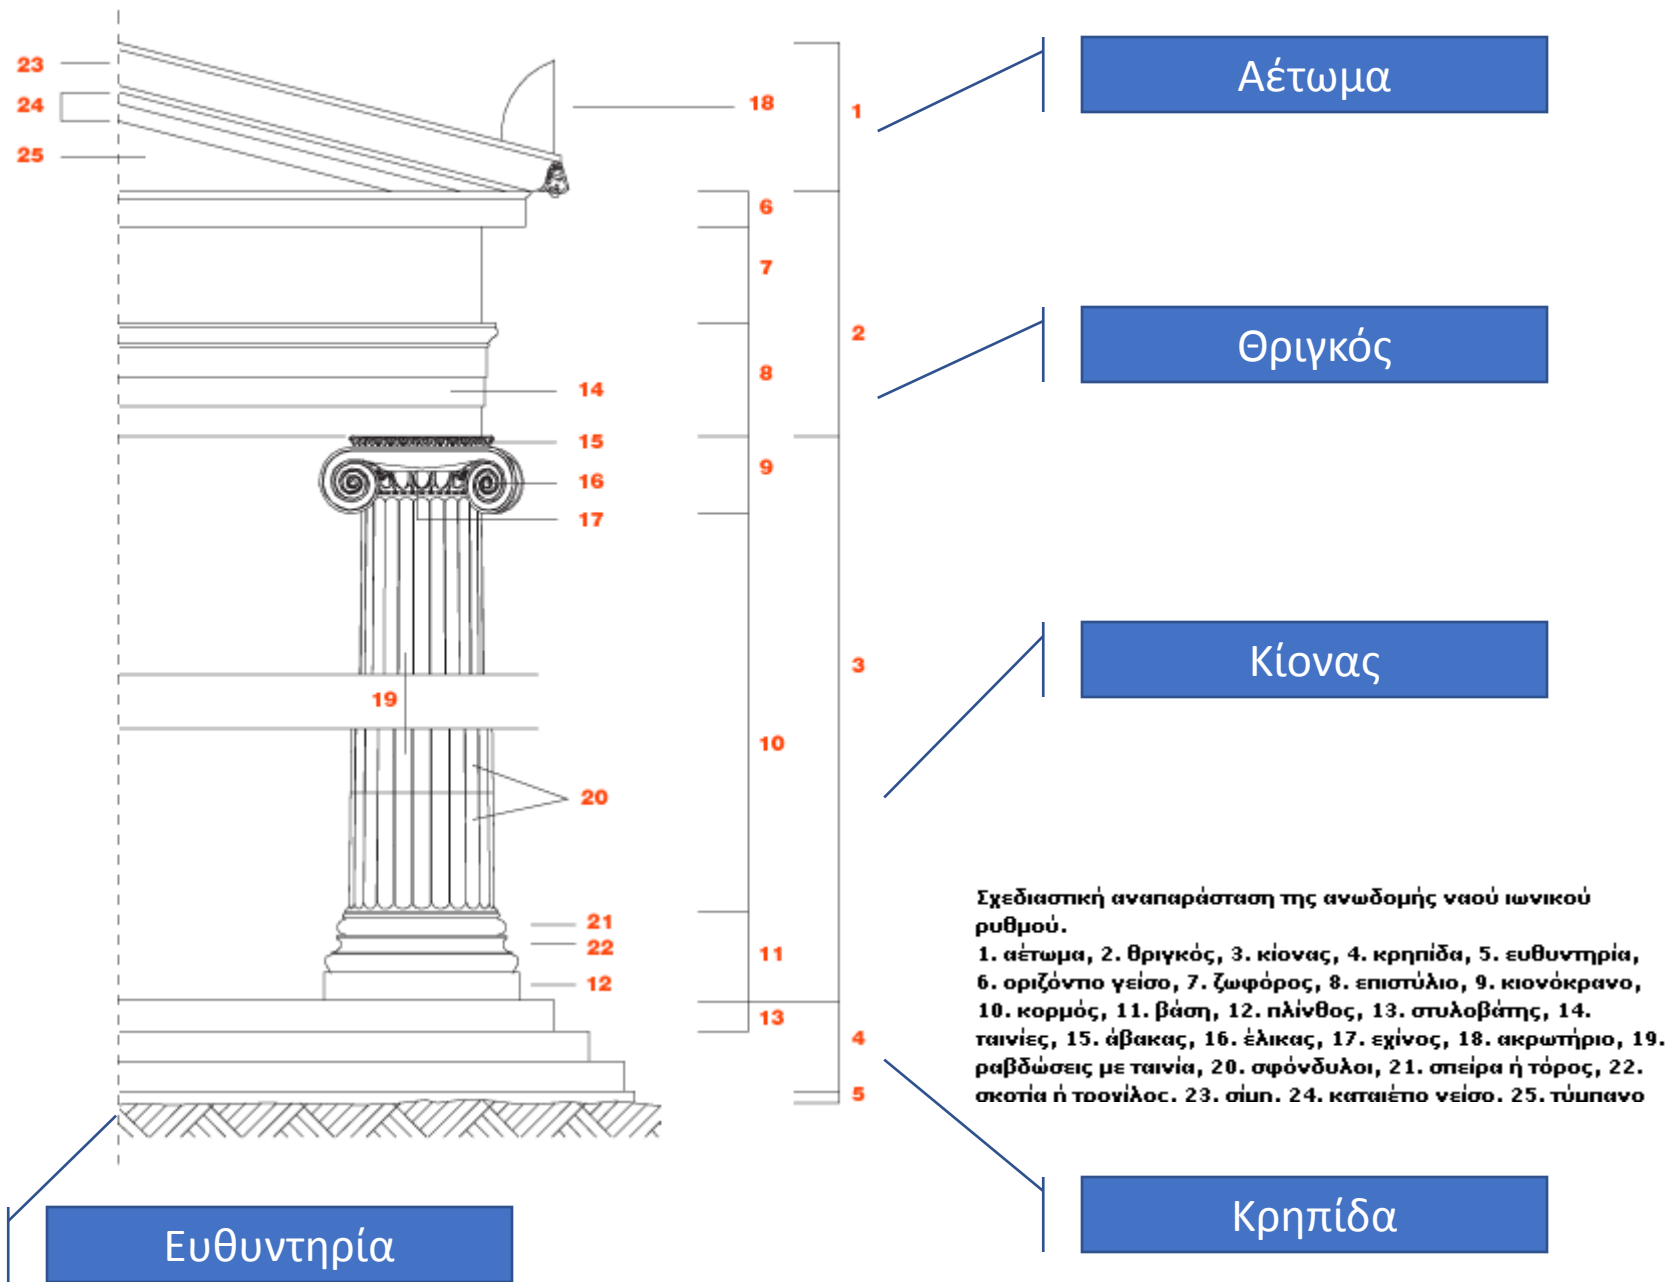 23
24
25
18
1
Αέτωμα
6
7
2
Θριγκός
8
14
15
9
16
17
3
Κίονας
19
10
20
21
22
11
12
13
4
5
Σχεδιαστική αναπαράσταση της ανωδομής ναού ιωνικού
ρυθμού.
1. αέτωμα, 2. θριγκός, 3. κίονας, 4. κρηπίδα, 5. ευθυντηρία,
6. οριζόντιο γείσο, 7. ζωφόρος, 8. επιστύλιο, 9. κιονόκρανο,
10. κορμός, 11. βάση, 12. πλίνθος, 13. στυλοβάτης, 14.
ταινίες, 15. άβακας, 16. έλικας, 17. εχίνος, 18. ακρωτήριο, 19.
ραβδώσεις με ταινία, 20. σφόνδυλοι, 21. σπείρα ή τόρος, 22.
σκοτία ή τροχίλος, 23. σίμη, 24. καταιέτιο γείσο, 25. τύμπανο
Κρηπίδα
Ευθυντηρία